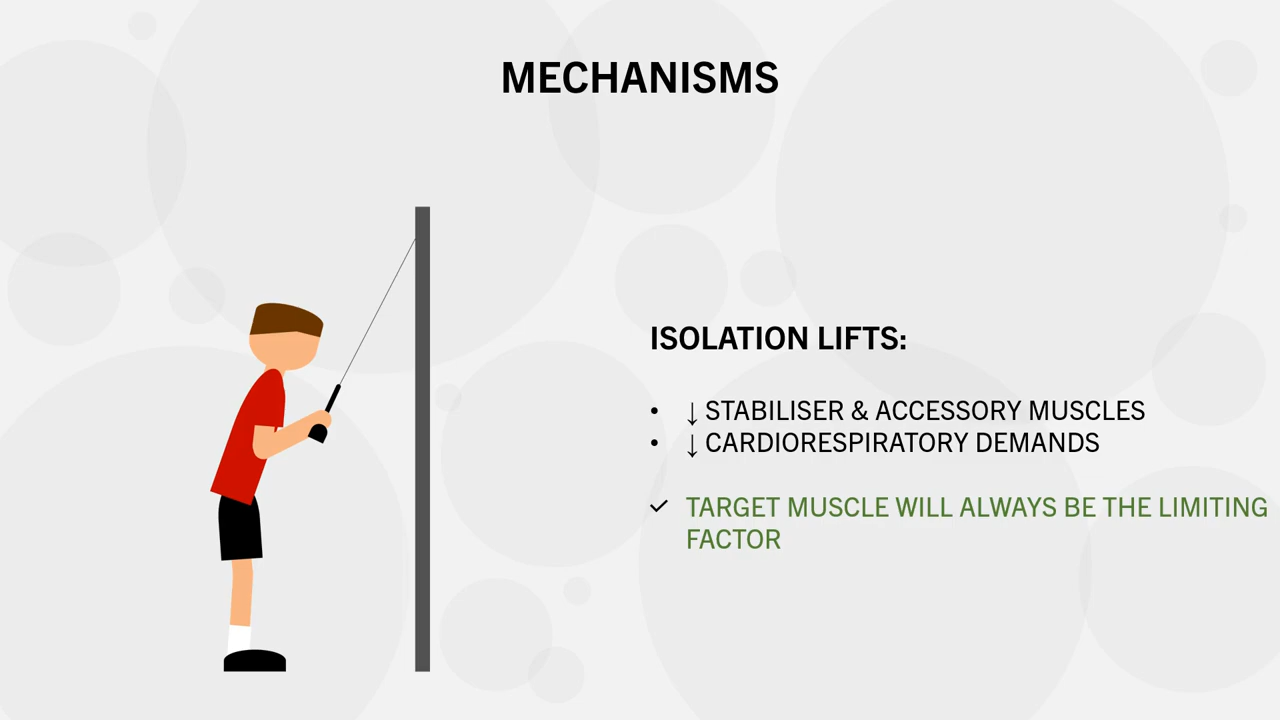 MECHANISMS
ISOLATION LIFTS:
• ↓ STABILISER & ACCESSORY MUSCLES
• ↓ CARDIORESPIRATORY DEMANDS
✓ TARGET MUSCLE WILL ALWAYS BE THE LIMITING
FACTOR